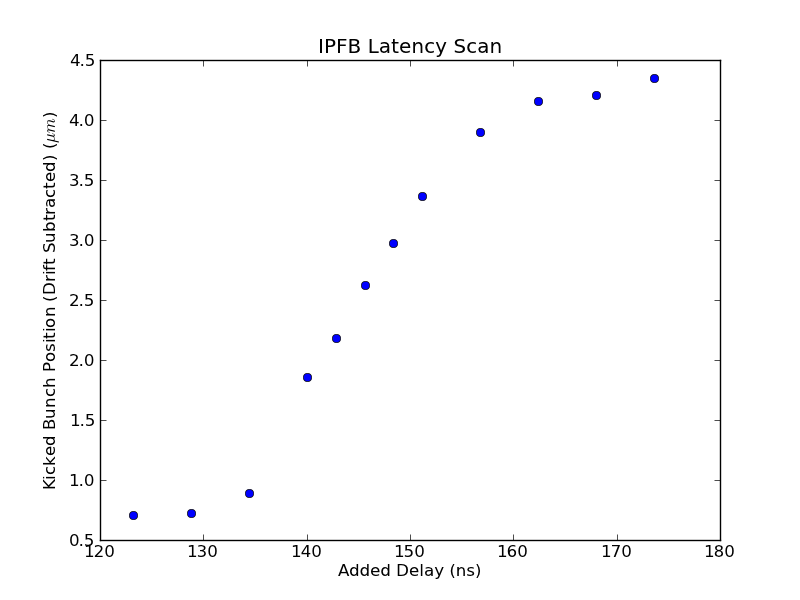 IPFB Latency Scan
Kicked Bunch Position (Drift Subtracted) (μm)
4.5
4.0
3.5
3.0
2.5
2.0
1.5
1.0
0.5
120 130 140 150 160 170 180
Added Delay (ns)